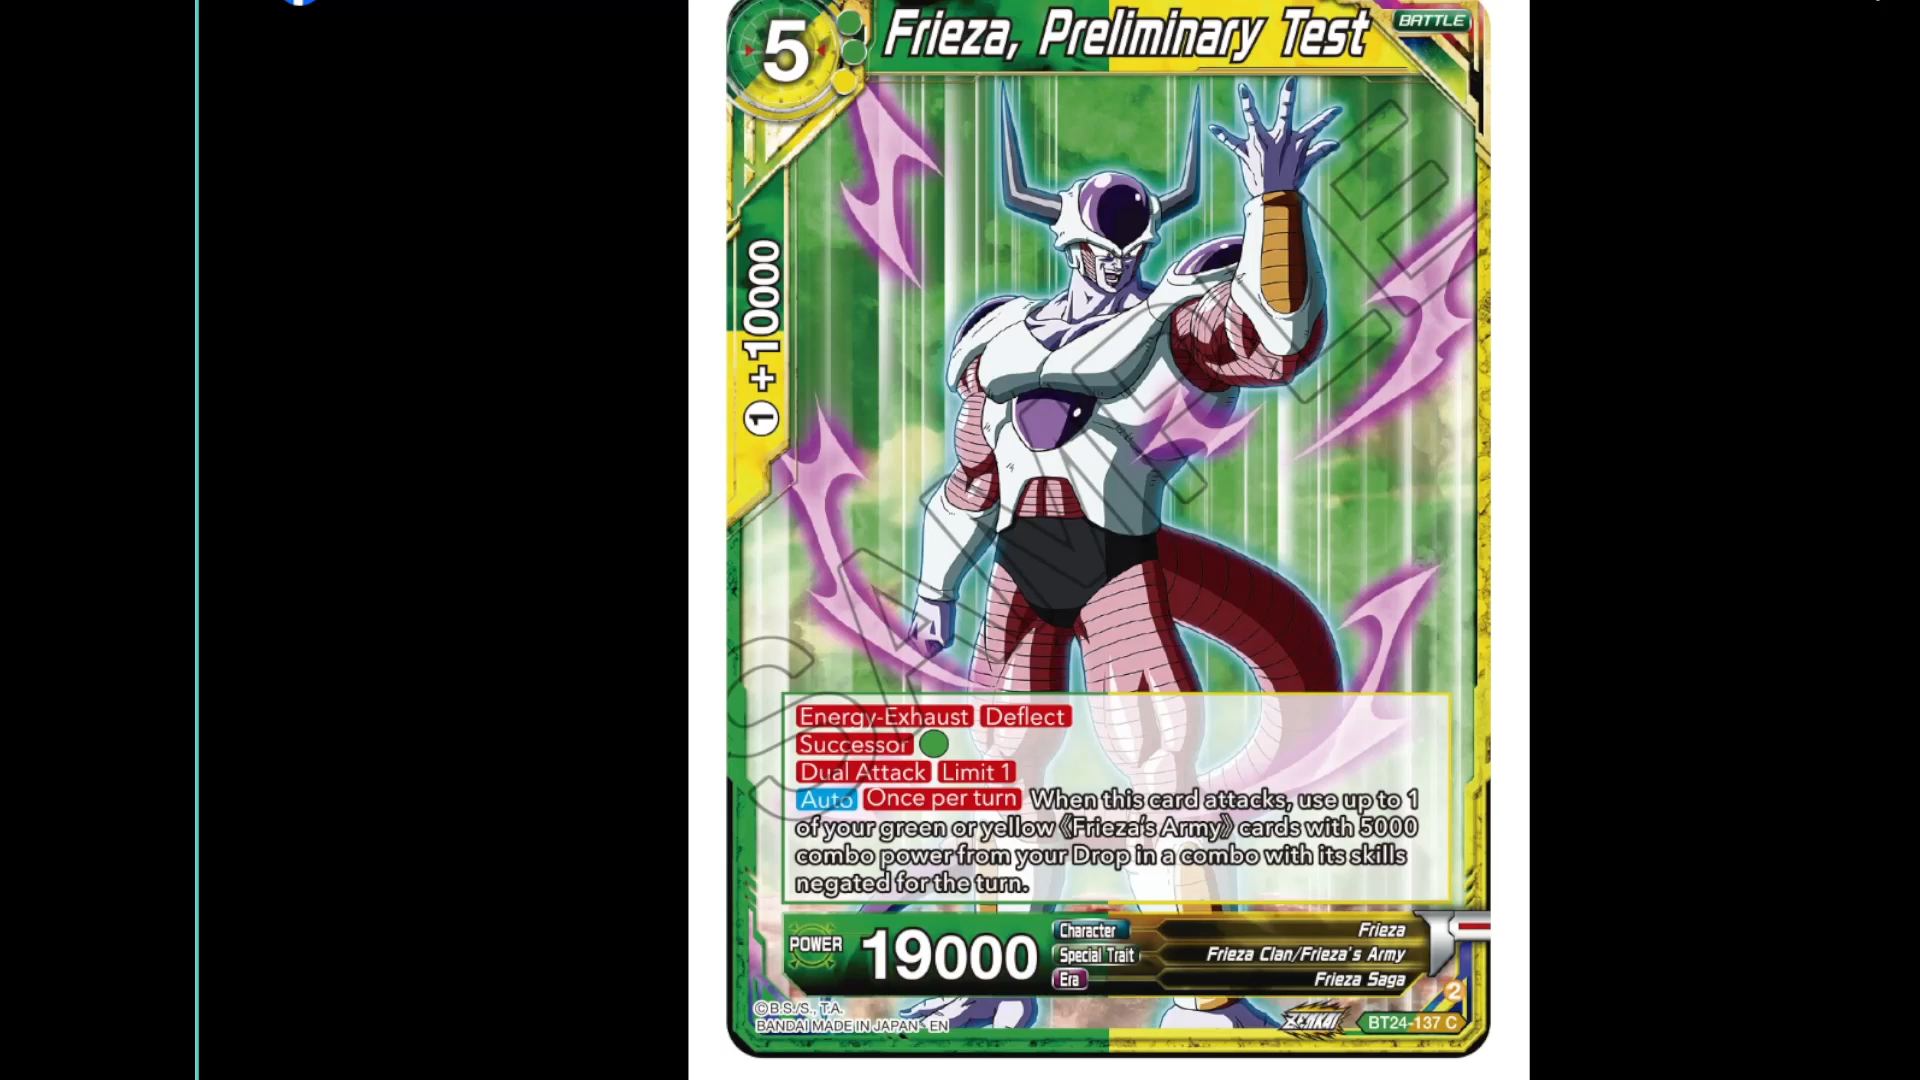 5
Frieza, Preliminary Test
BATTLE
1 +10000
SAMPLE
Energy-Exhaust Deflect
Successor
Dual Attack Limit 1
Auto Once per turn When this card attacks, use up to 1
of your green or yellow 《Frieza's Army》 cards with 5000
combo power from your Drop in a combo with its skills
negated for the turn.
POWER 19000
Character Frieza
Special Trait Frieza Clan/Frieza's Army
Era Frieza Saga
2
©B.S./S., T.A.
BANDAI MADE IN JAPAN EN
ZENKAI
BT24-137 C